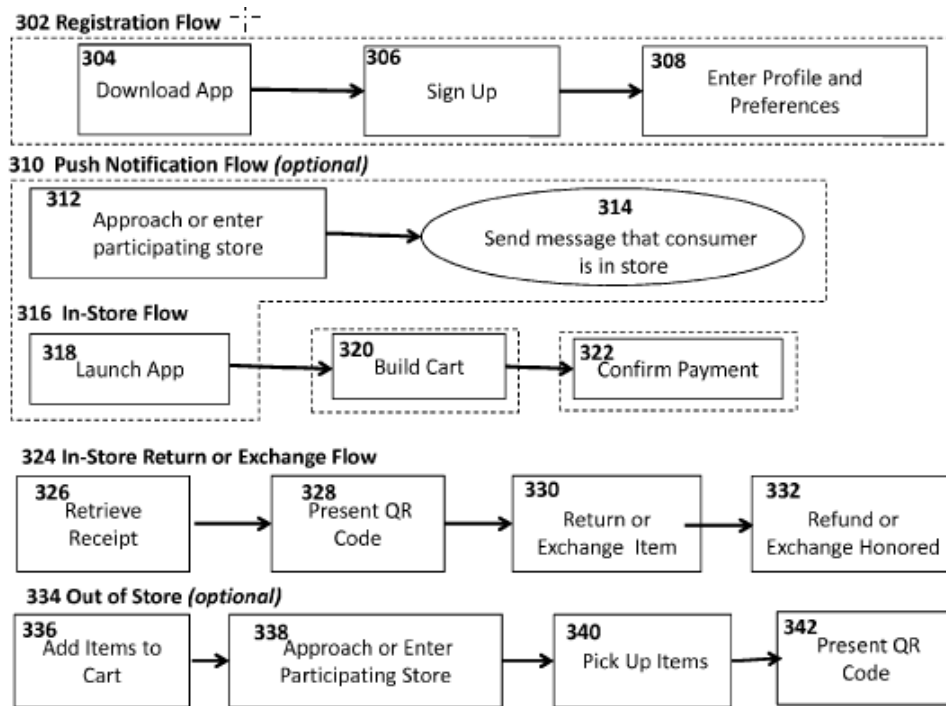 302 Registration Flow
304
Download App
306
Sign Up
308
Enter Profile and
Preferences
310 Push Notification Flow (optional)
312
Approach or enter
participating store
314
Send message that consumer
is in store
316 In-Store Flow
318
Launch App
320
Build Cart
322
Confirm Payment
324 In-Store Return or Exchange Flow
326
Retrieve
Receipt
328
Present QR
Code
330
Return or
Exchange Item
332
Refund or
Exchange Honored
334 Out of Store (optional)
336
Add Items to
Cart
338
Approach or Enter
Participating Store
340
Pick Up Items
342
Present QR
Code